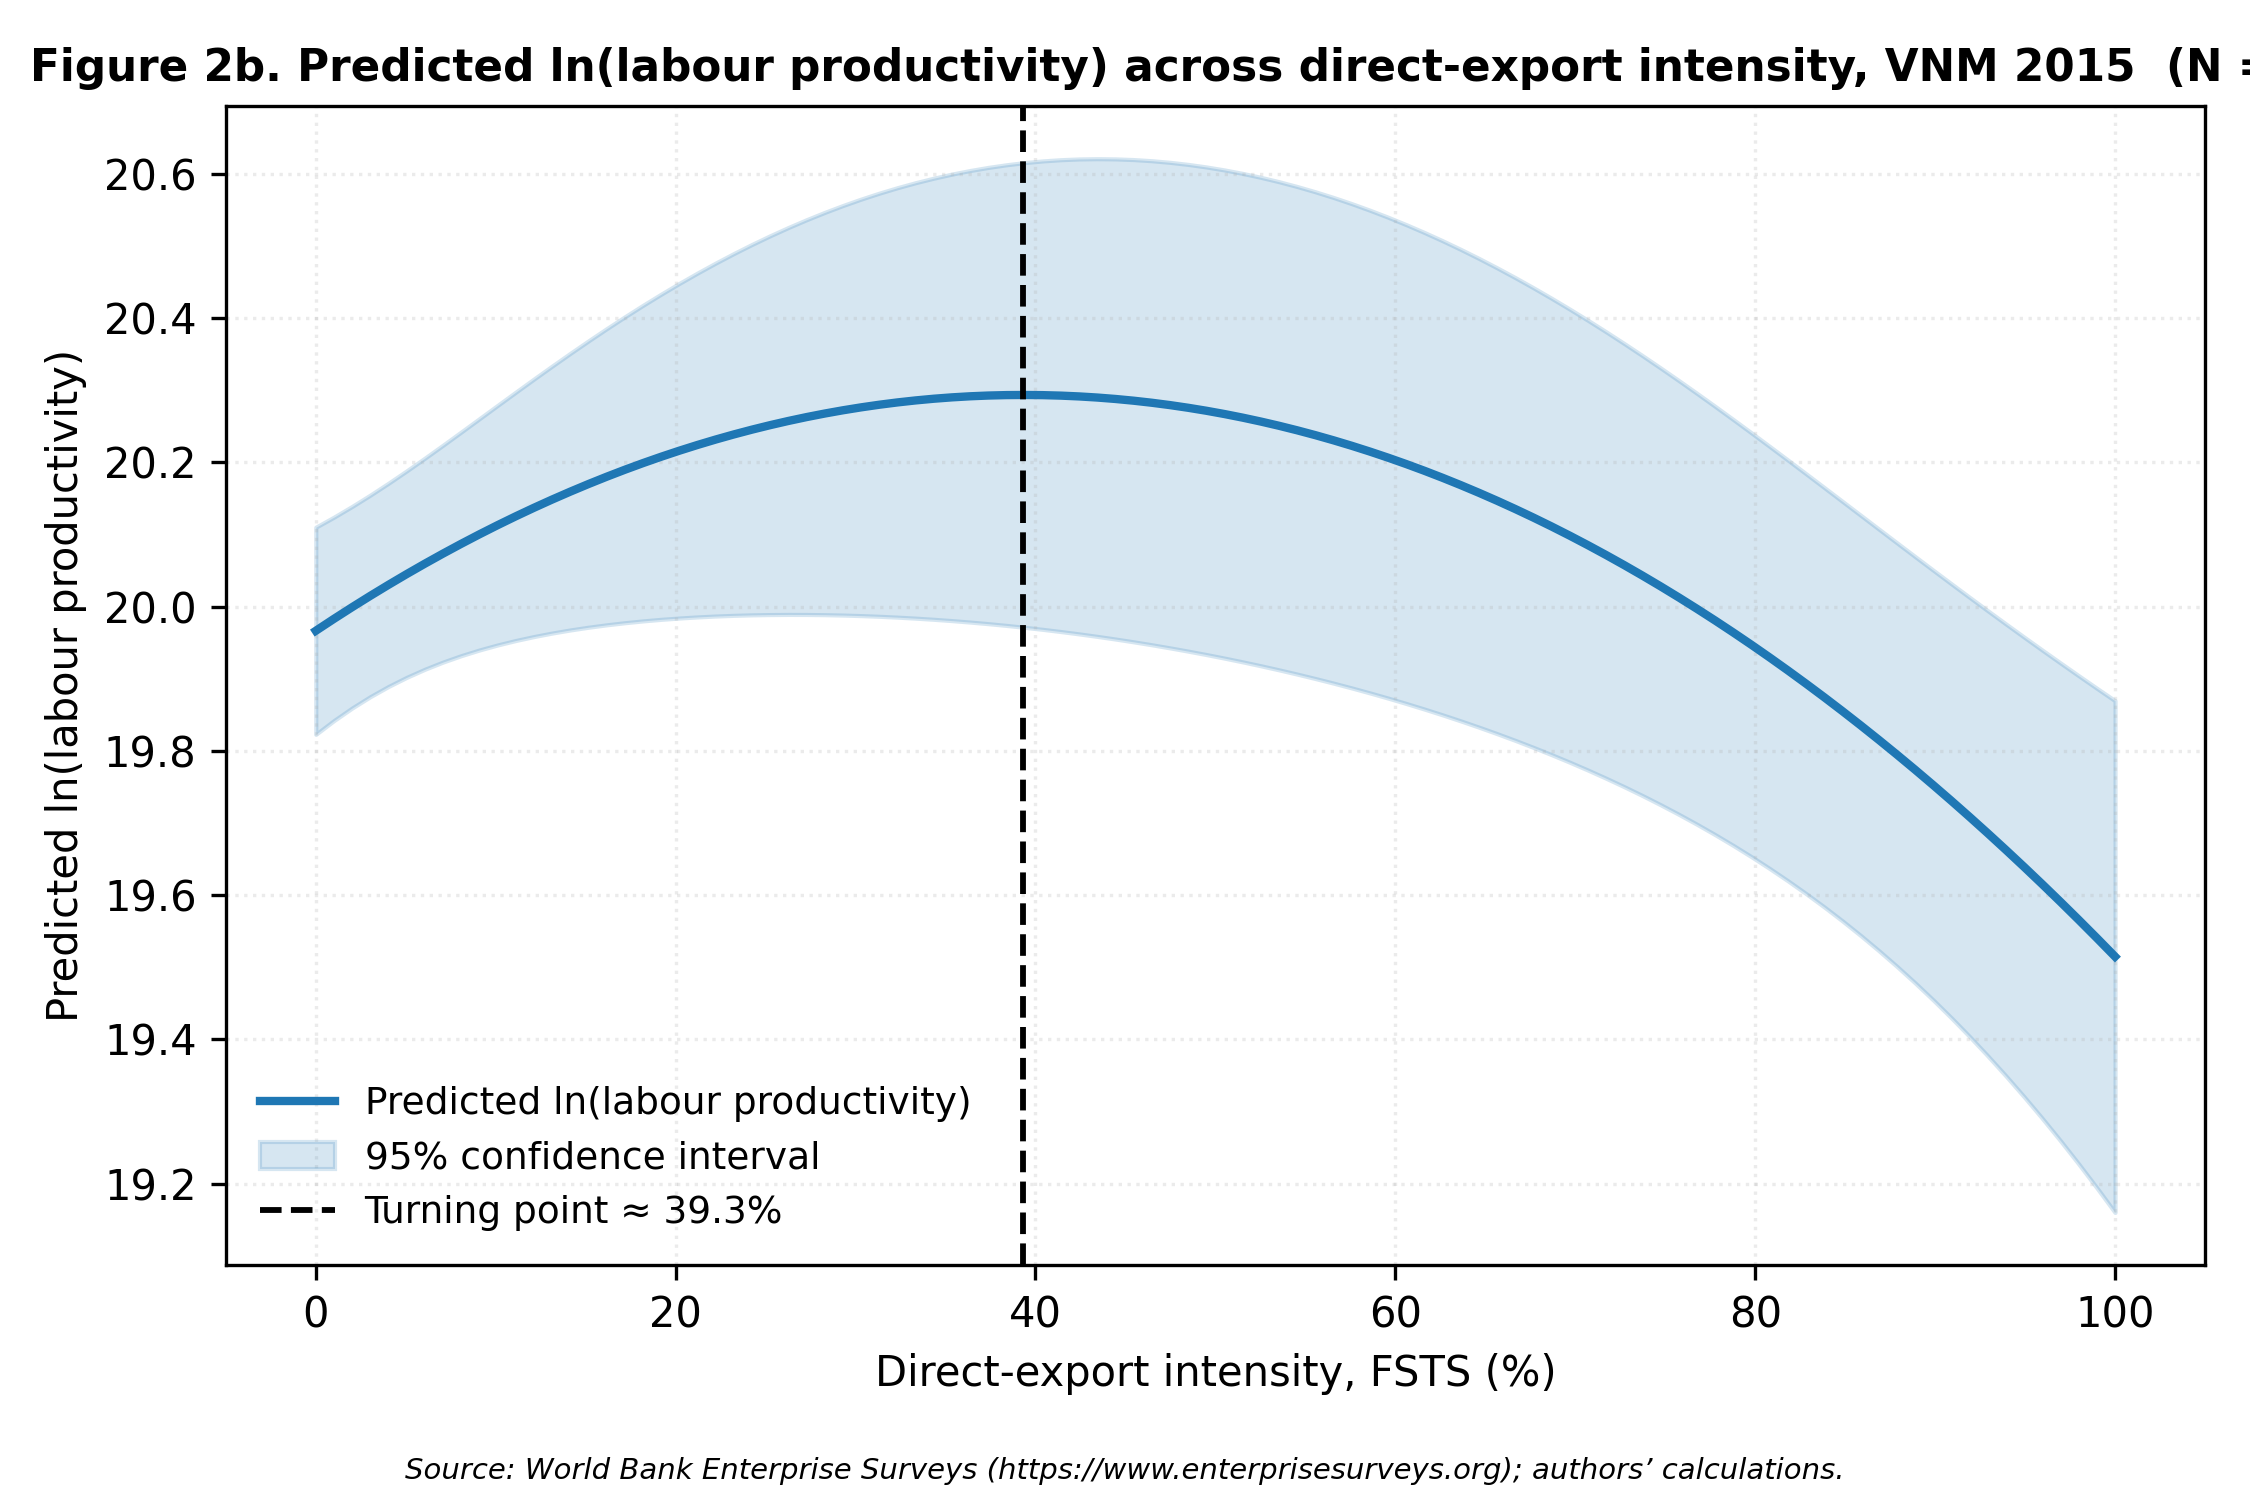 Figure 2b. Predicted ln(labour productivity) across direct-export intensity, VNM 2015 (N =
Predicted ln(labour productivity)
20.6
20.4
20.2
20.0
19.8
19.6
19.4
19.2
Predicted ln(labour productivity)
95% confidence interval
Turning point ≈ 39.3%
0 20 40 60 80 100
Direct-export intensity, FSTS (%)
Source: World Bank Enterprise Surveys (https://www.enterprisesurveys.org); authors’ calculations.